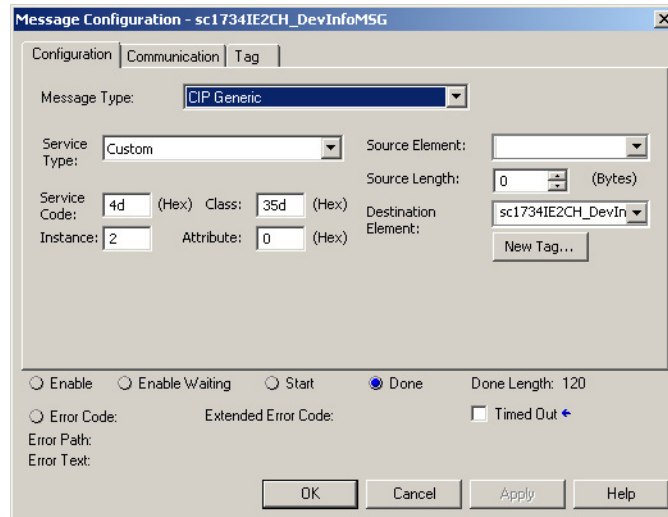 Message Configuration - sc1734IE2CH_DevInfoMSG
Configuration Communication Tag
Message Type: CIP Generic
Service Type: Custom
Source Element:
Source Length: 0 (Bytes)
Service Code: 4d (Hex) Class: 35d (Hex)
Destination Element: sc1734IE2CH_DevIn
Instance: 2 Attribute: 0 (Hex)
New Tag...
Enable Enable Waiting Start Done Done Length: 120
Error Code: Extended Error Code: Timed Out
Error Path:
Error Text:
OK Cancel Apply Help